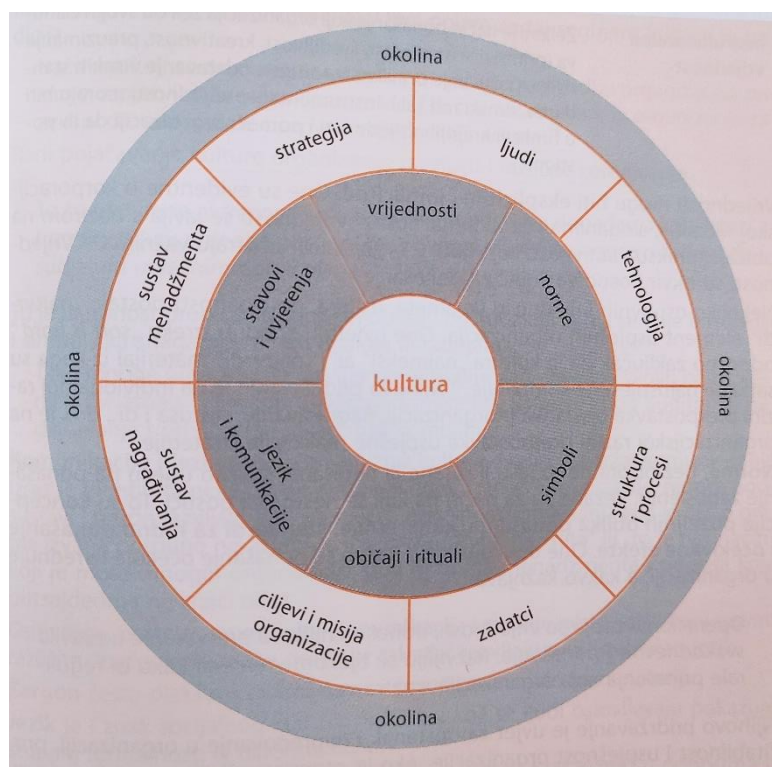 okolina
strategija
ljudi
sustav
menadžmenta
tehnologija
vrijednosti
stavovi
i uvjerenja
norme
okolina
kultura
okolina
jezik
i komunikacije
simboli
sustav
nagrađivanja
struktura
i procesi
običaji i rituali
ciljevi i misija
organizacije
zadatci
okolina